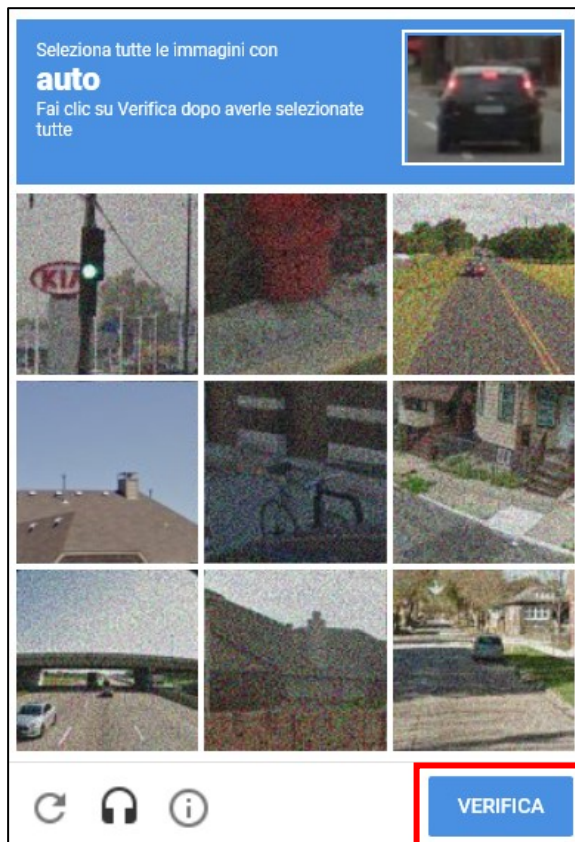 Seleziona tutte le immagini con
auto
Fai clic su Verifica dopo averle selezionate
tutte
KIA
VERIFICA